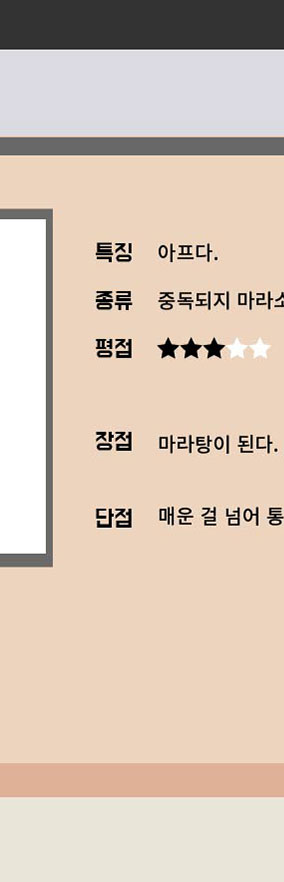 특징 아프다.
종류 중독되지 마라소
평점 ★★★☆☆
장점 마라탕이 된다.
단점 매운 걸 넘어 통